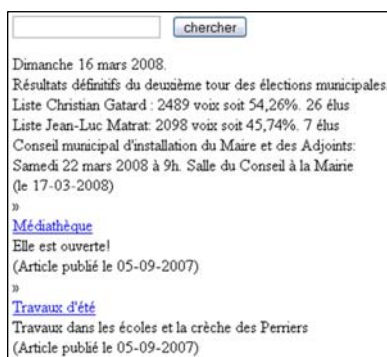 chercher
Dimanche 16 mars 2008.
Résultats définitifs du deuxième tour des élections municipales
Liste Christian Gatard : 2489 voix soit 54,26%. 26 élus
Liste Jean-Luc Matrat: 2098 voix soit 45,74%. 7 élus
Conseil municipal d'installation du Maire et des Adjoints:
Samedi 22 mars 2008 à 9h. Salle du Conseil à la Mairie
(le 17-03-2008)
»
Médiathèque
Elle est ouverte!
(Article publié le 05-09-2007)
»
Travaux d'été
Travaux dans les écoles et la crèche des Perriers
(Article publié le 05-09-2007)